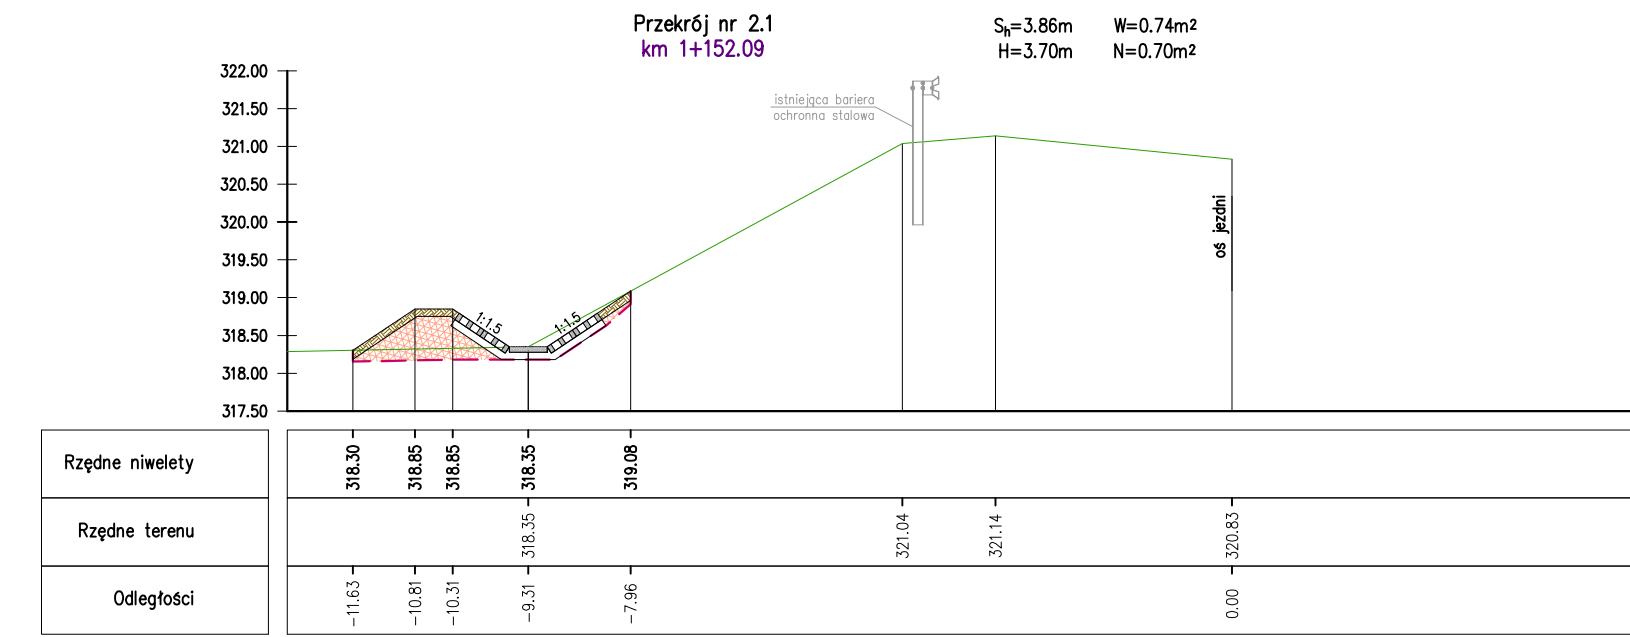 Przekrój nr 2.1
km 1+152.09
Sₕ=3.86m W=0.74m²
H=3.70m N=0.70m²
322.00
321.50
321.00
320.50
320.00
319.50
319.00
318.50
318.00
317.50
istniejąca bariera
ochronna stalowa
oś jezdni
1:1.5
1:1.5
Rzędne niwelety
318.30 318.85 318.85 318.35 319.08
Rzędne terenu
318.35 321.04 321.14 320.83
Odległości
-11.63 -10.81 -10.31 -9.31 -7.96 0.00